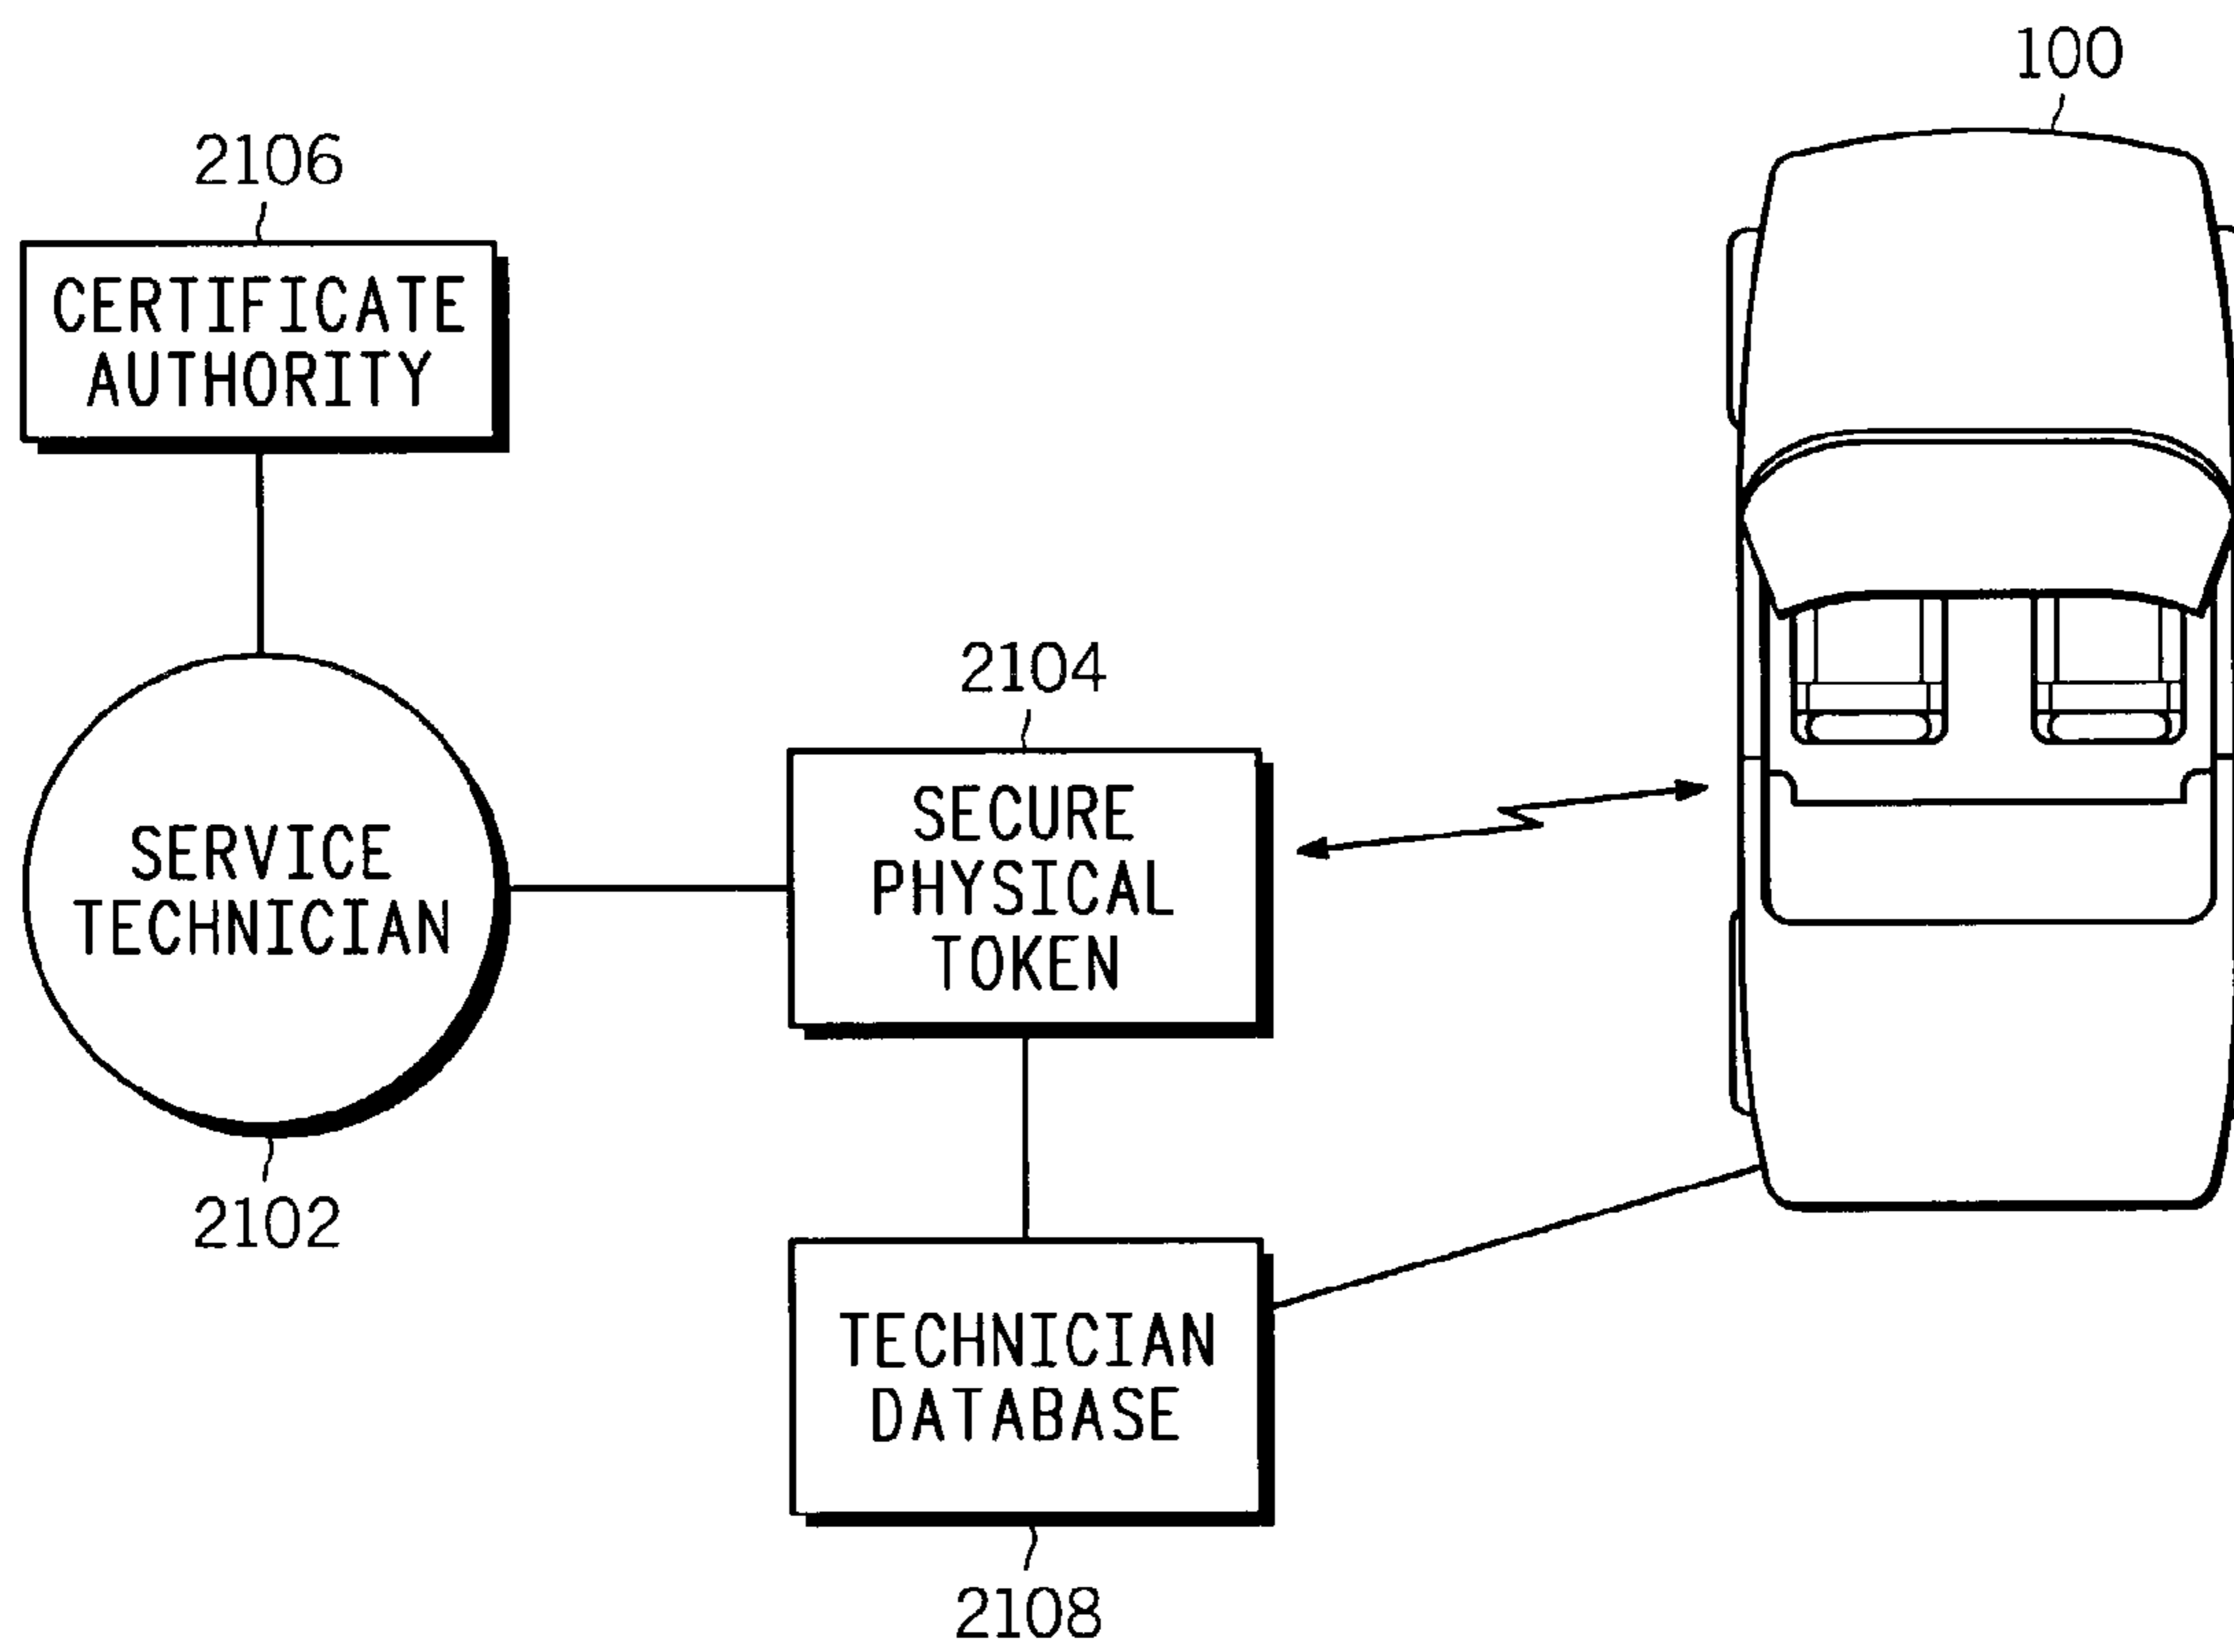 100
2106
CERTIFICATE
AUTHORITY
2104
SERVICE
TECHNICIAN
SECURE
PHYSICAL
TOKEN
2102
TECHNICIAN
DATABASE
2108